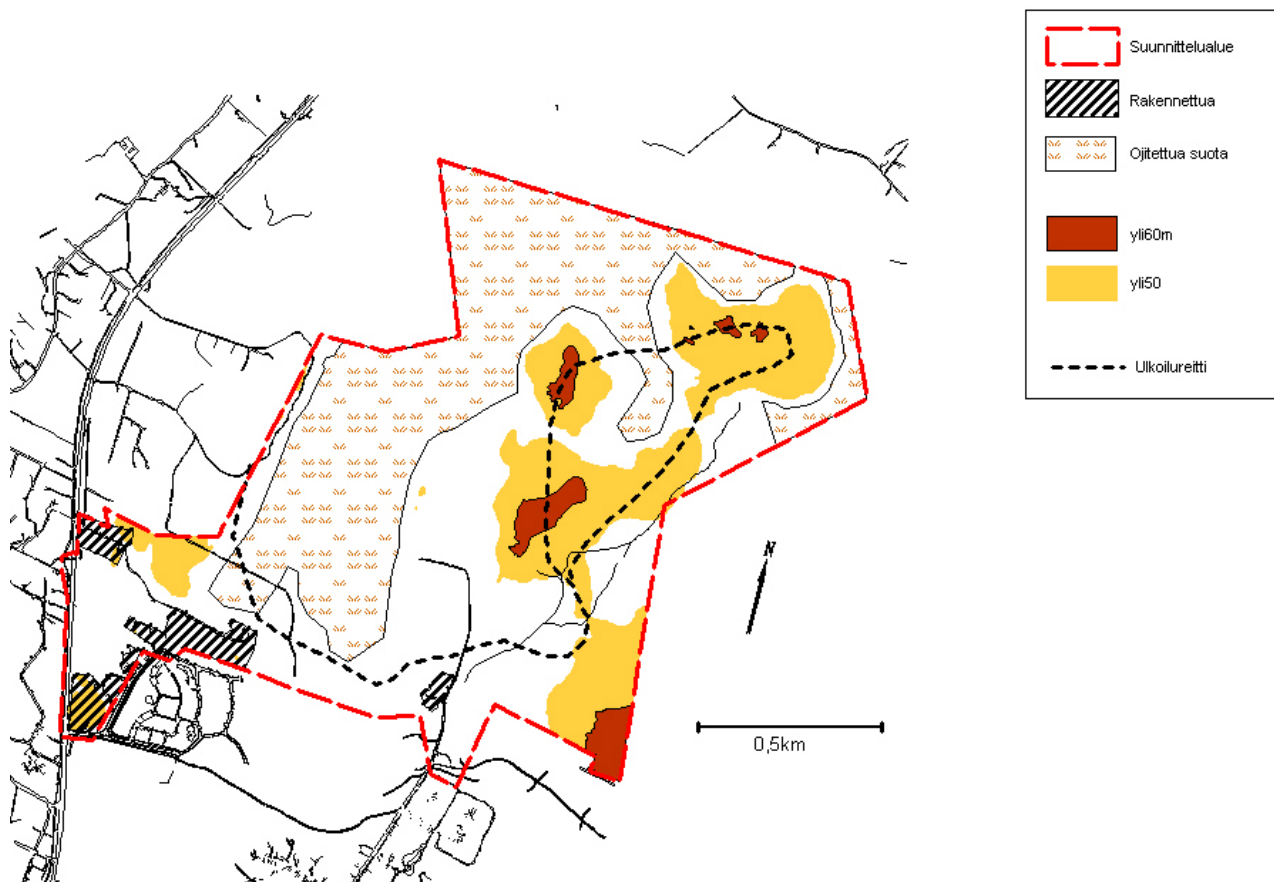 Suunnittelualue
Rakennettua
Ojitettua suota
yli60m
yli50
Ulkoilureitti
N
0,5km